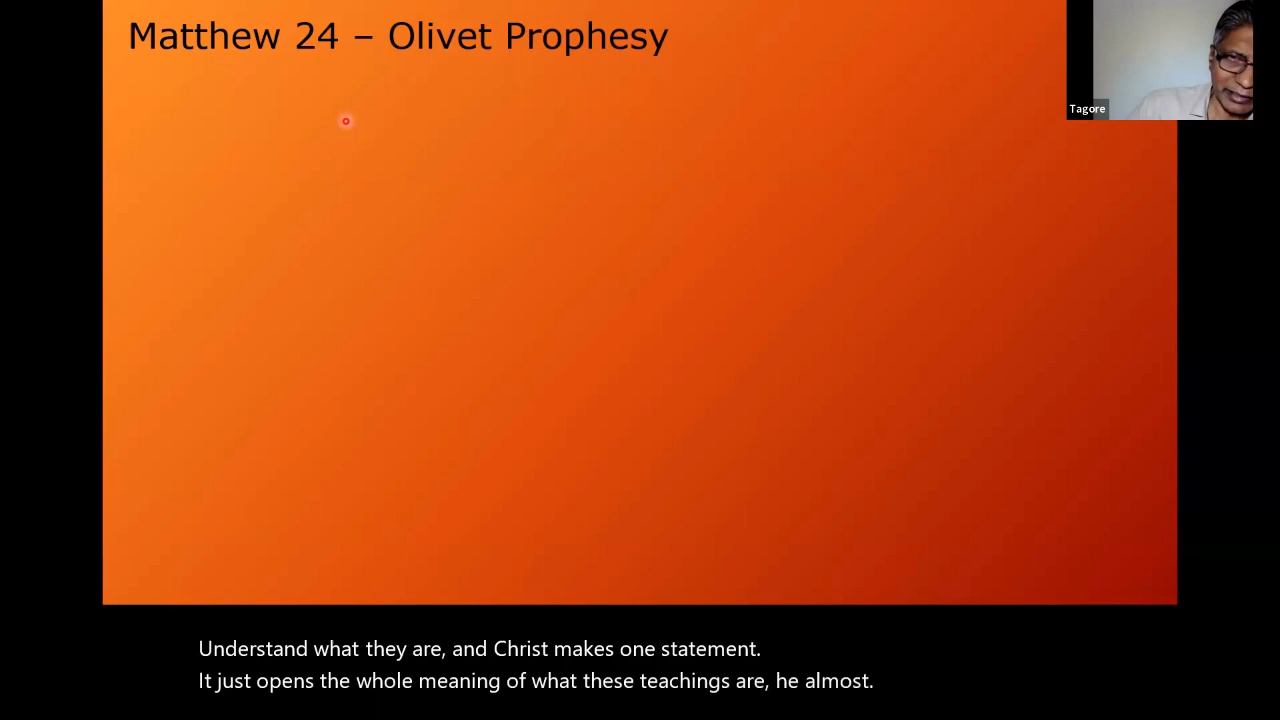 Matthew 24 – Olivet Prophesy
Tagore
Understand what they are, and Christ makes one statement.
It just opens the whole meaning of what these teachings are, he almost.